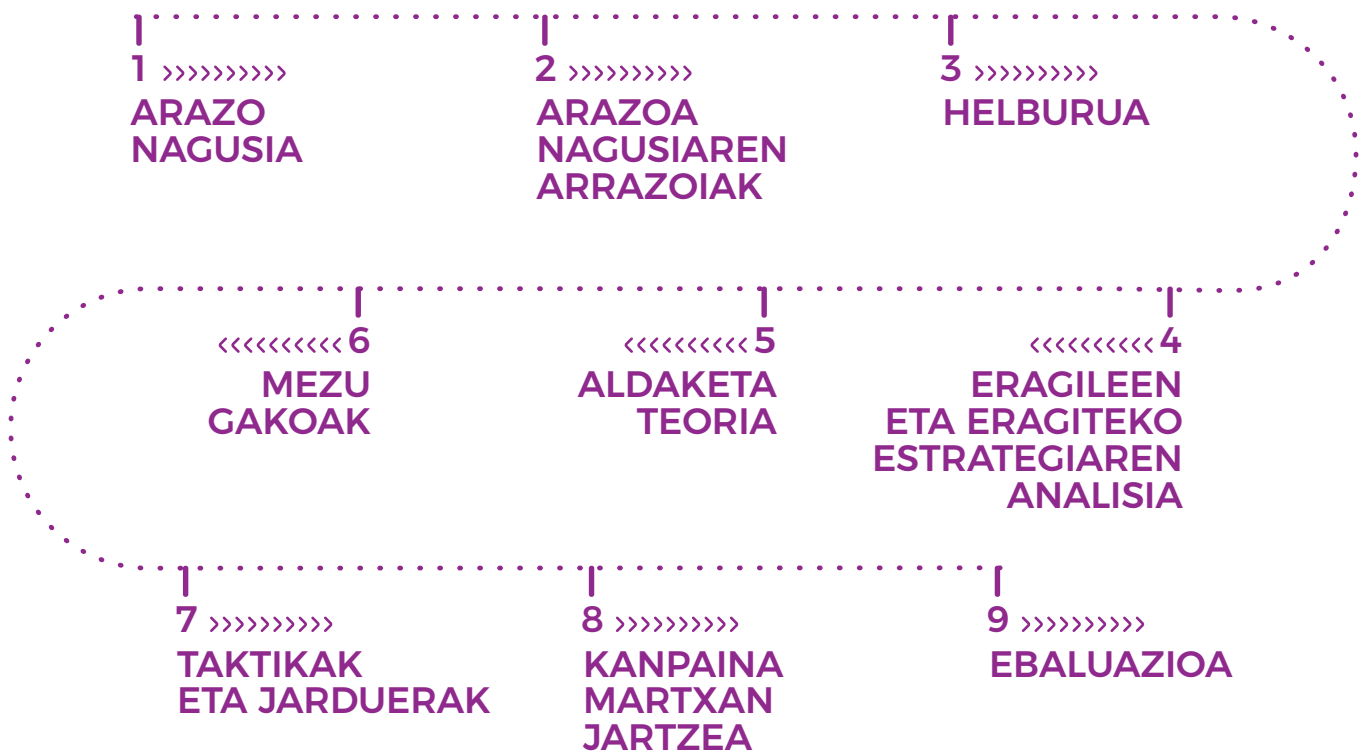 1 >>>>>>>>>>
ARAZO
NAGUSIA
2 >>>>>>>>>>
ARAZOA
NAGUSIAREN
ARRAZOIAK
3 >>>>>>>>>>
HELBURUA
<<<<<<<<<< 4
ERAGILEEN
ETA ERAGITEKO
ESTRATEGIAREN
ANALISIA
<<<<<<<<<< 5
ALDAKETA
TEORIA
<<<<<<<<<< 6
MEZU
GAKOAK
7 >>>>>>>>>>
TAKTIKAK
ETA JARDUERAK
8 >>>>>>>>>>
KANPAINA
MARTXAN
JARTZEA
9 >>>>>>>>>>
EBALUAZIOA